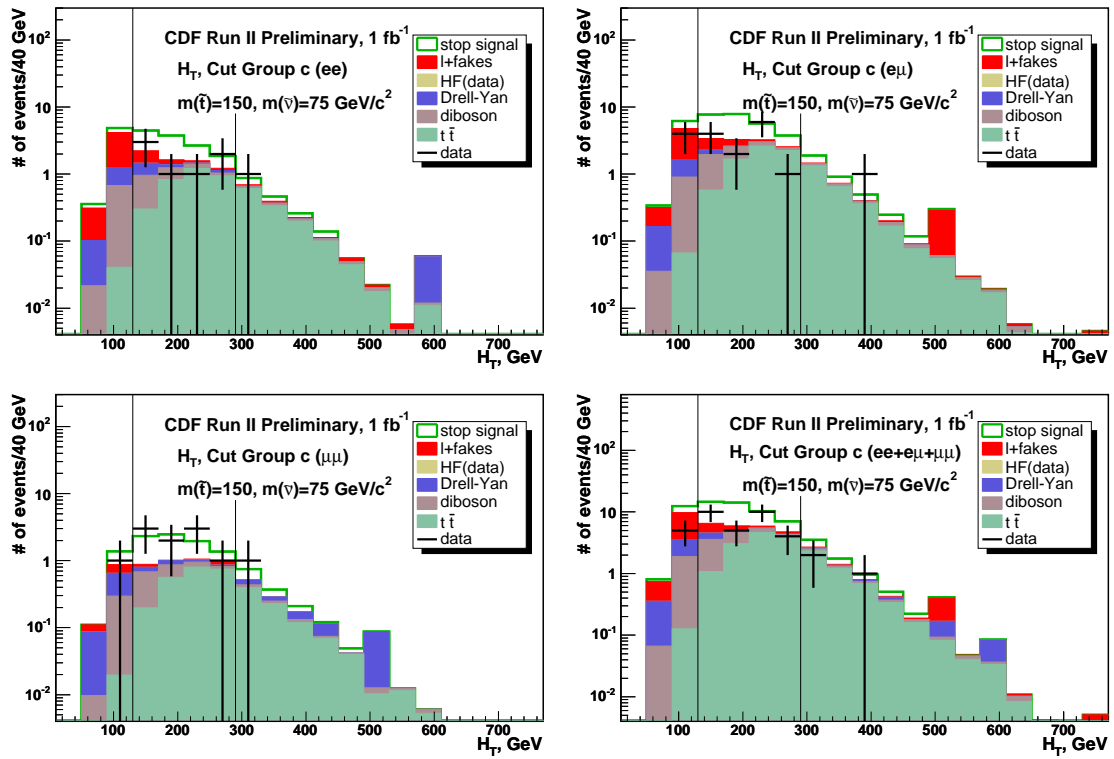 # of events/40 GeV
10²
10
1
10⁻¹
10⁻²
CDF Run II Preliminary, 1 fb⁻¹
H_T, Cut Group c (ee)
m(t̃)=150, m(ν̃)=75 GeV/c²
stop signal
l+fakes
HF(data)
Drell-Yan
diboson
t t̄
data
100 200 300 400 500 600 700
H_T, GeV
# of events/40 GeV
10²
10
1
10⁻¹
10⁻²
CDF Run II Preliminary, 1 fb⁻¹
H_T, Cut Group c (eμ)
m(t̃)=150, m(ν̃)=75 GeV/c²
stop signal
l+fakes
HF(data)
Drell-Yan
diboson
t t̄
data
100 200 300 400 500 600 700
H_T, GeV
# of events/40 GeV
10²
10
1
10⁻¹
10⁻²
CDF Run II Preliminary, 1 fb⁻¹
H_T, Cut Group c (μμ)
m(t̃)=150, m(ν̃)=75 GeV/c²
stop signal
l+fakes
HF(data)
Drell-Yan
diboson
t t̄
data
100 200 300 400 500 600 700
H_T, GeV
# of events/40 GeV
10²
10
1
10⁻¹
10⁻²
CDF Run II Preliminary, 1 fb⁻¹
H_T, Cut Group c (ee+eμ+μμ)
m(t̃)=150, m(ν̃)=75 GeV/c²
stop signal
l+fakes
HF(data)
Drell-Yan
diboson
t t̄
data
100 200 300 400 500 600 700
H_T, GeV